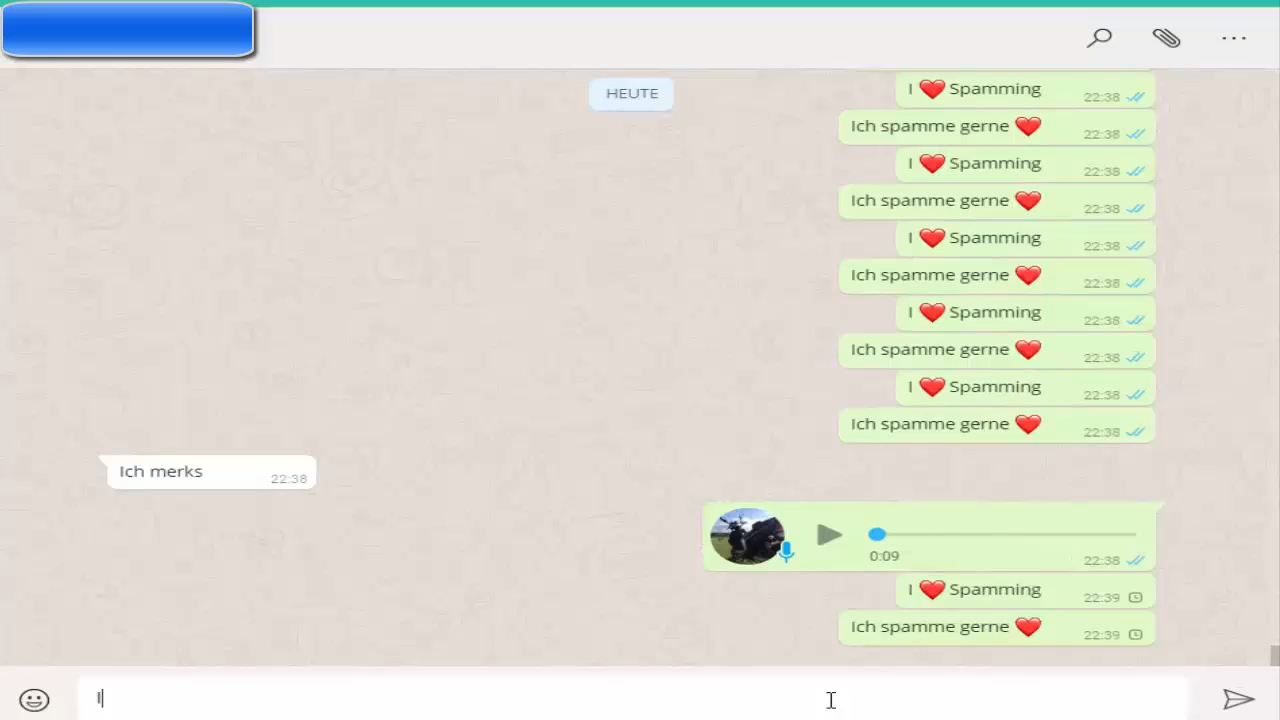 HEUTE
I ❤️ Spamming 22:38
Ich spamme gerne ❤️ 22:38
I ❤️ Spamming 22:38
Ich spamme gerne ❤️ 22:38
I ❤️ Spamming 22:38
Ich spamme gerne ❤️ 22:38
I ❤️ Spamming 22:38
Ich spamme gerne ❤️ 22:38
I ❤️ Spamming 22:38
Ich spamme gerne ❤️ 22:38
Ich merks 22:38
0:09 22:38
I ❤️ Spamming 22:39
Ich spamme gerne ❤️ 22:39
I